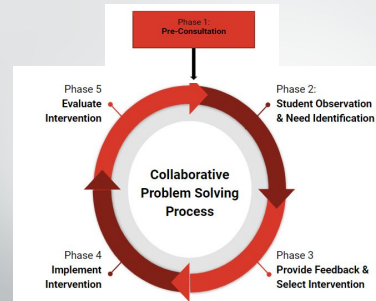 Phase 1:
Pre-Consultation
Phase 5
Evaluate
Intervention
Phase 2:
Student Observation
& Need Identification
Collaborative
Problem Solving
Process
Phase 4
Implement
Intervention
Phase 3
Provide Feedback &
Select Intervention